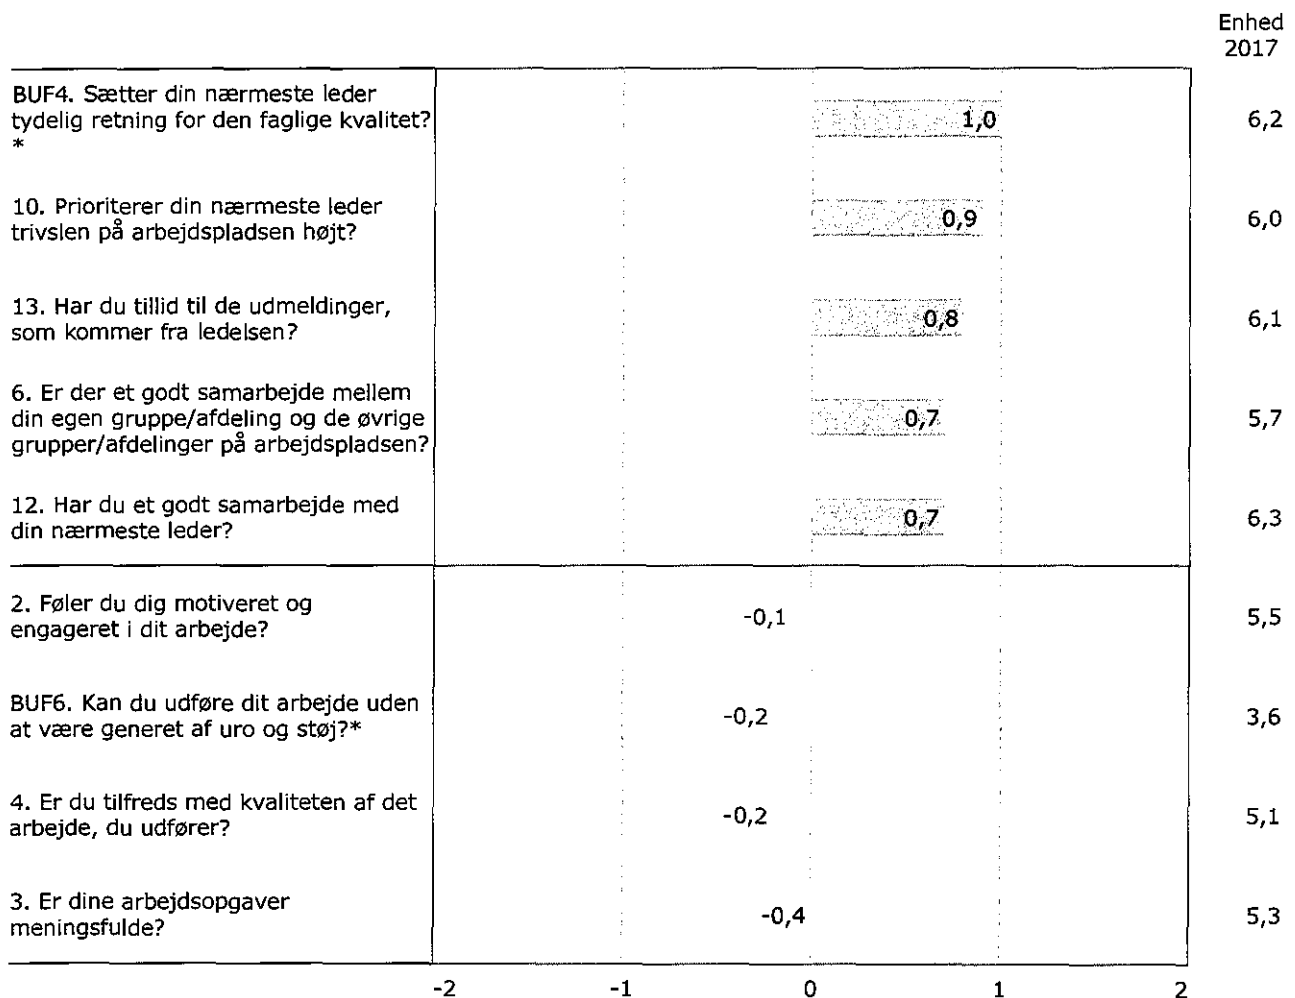 Enhed
2017
BUF4. Sætter din nærmeste leder
tydelig retning for den faglige kvalitet?
*
1,0
6,2
10. Prioriterer din nærmeste leder
trivslen på arbejdspladsen højt?
0,9
6,0
13. Har du tillid til de udmeldinger,
som kommer fra ledelsen?
0,8
6,1
6. Er der et godt samarbejde mellem
din egen gruppe/afdeling og de øvrige
grupper/afdelinger på arbejdspladsen?
0,7
5,7
12. Har du et godt samarbejde med
din nærmeste leder?
0,7
6,3
2. Føler du dig motiveret og
engageret i dit arbejde?
-0,1
5,5
BUF6. Kan du udføre dit arbejde uden
at være generet af uro og støj?*
-0,2
3,6
4. Er du tilfreds med kvaliteten af det
arbejde, du udfører?
-0,2
5,1
3. Er dine arbejdsopgaver
meningsfulde?
-0,4
5,3
-2 -1 0 1 2